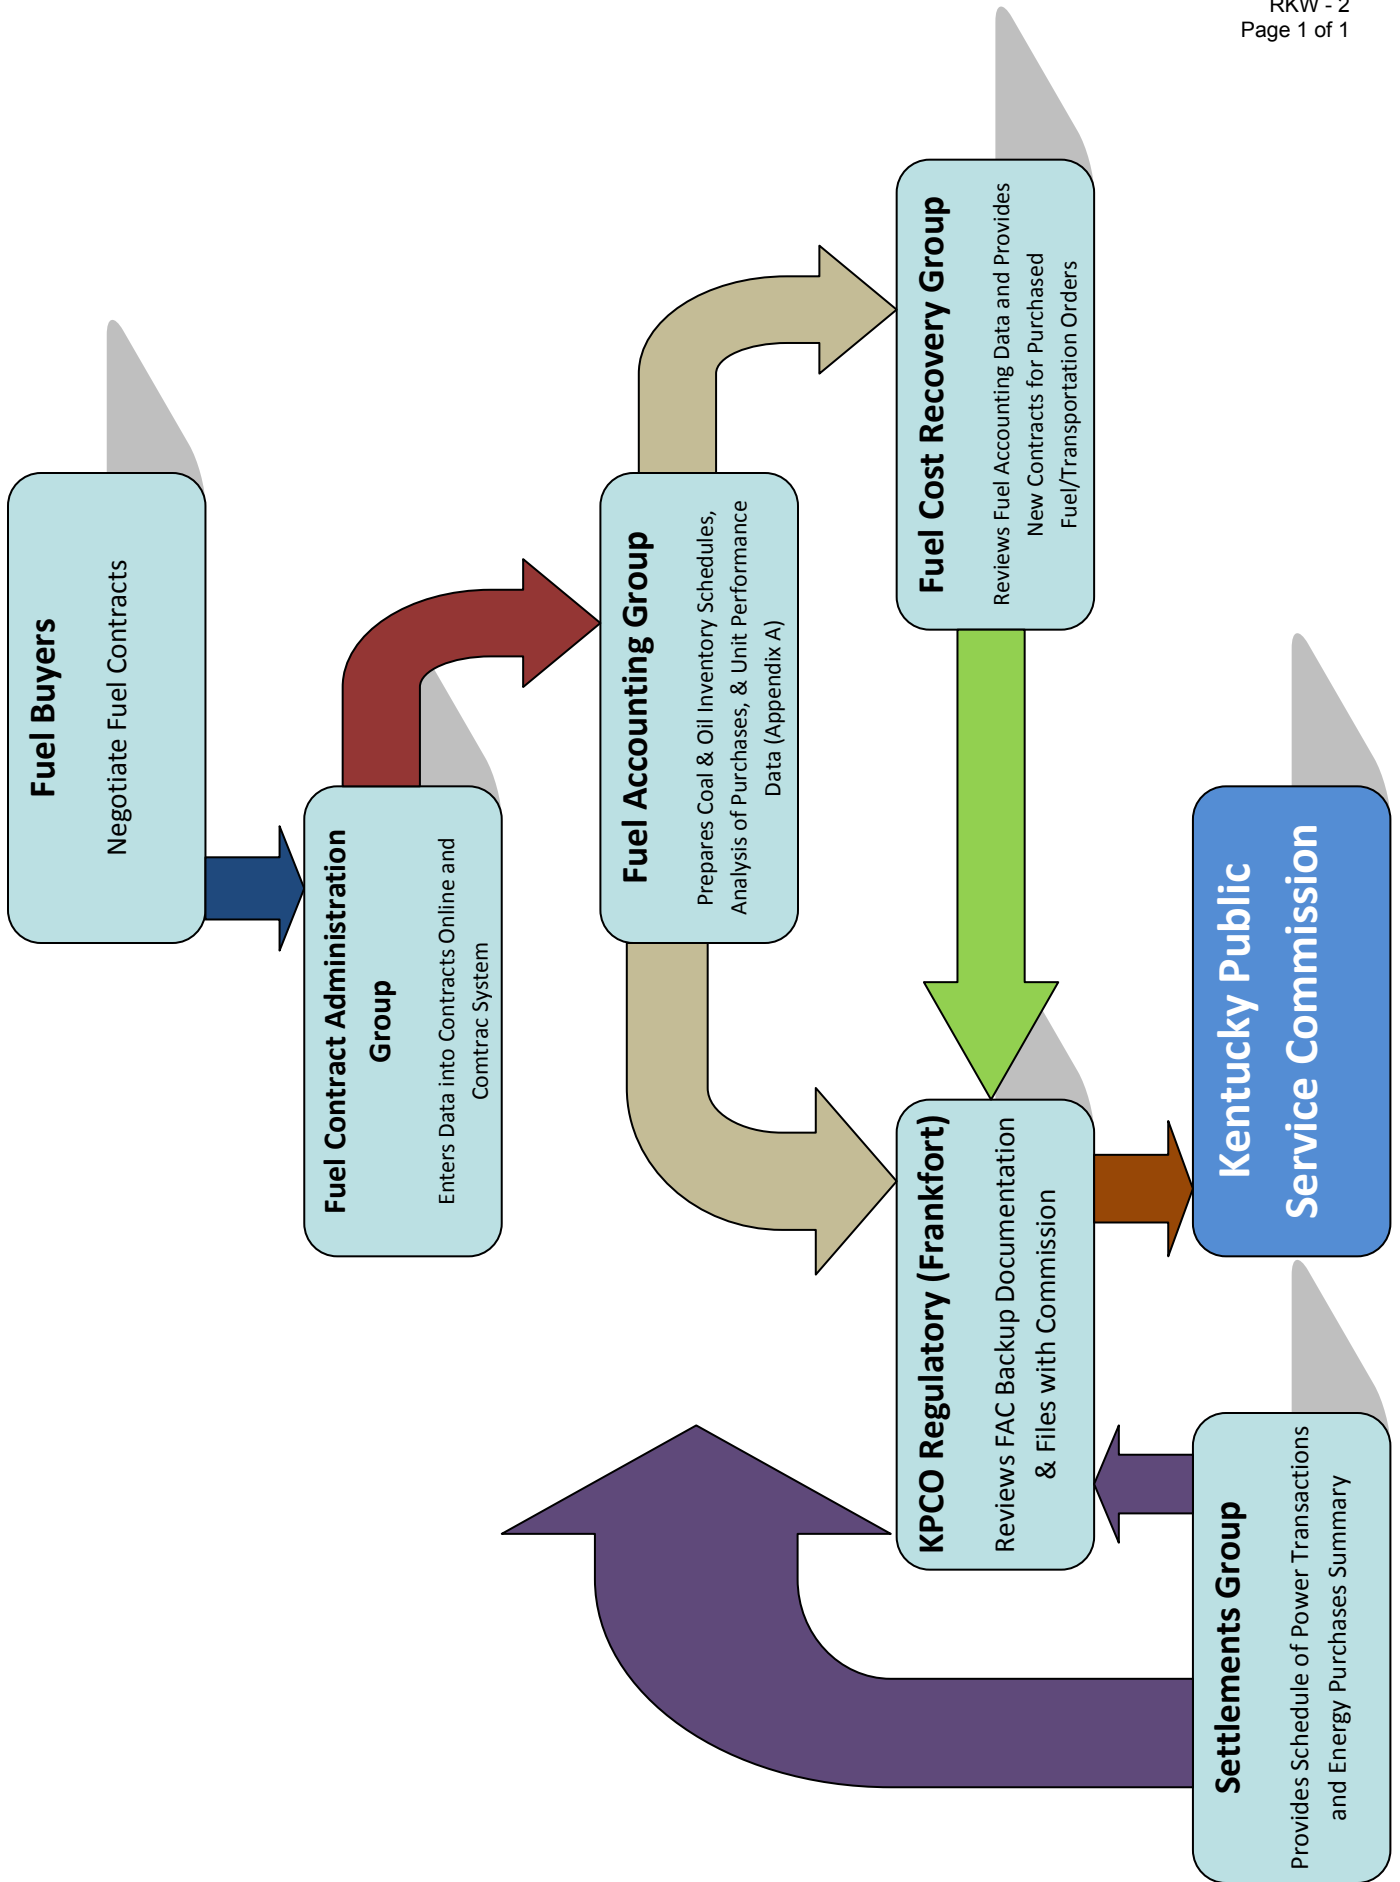 RKW - 2
Page 1 of 1
Fuel Buyers
Negotiate Fuel Contracts
Fuel Contract Administration
Group
Enters Data into Contracts Online and
Comtrac System
Fuel Accounting Group
Prepares Coal & Oil Inventory Schedules,
Analysis of Purchases, & Unit Performance
Data (Appendix A)
Fuel Cost Recovery Group
Reviews Fuel Accounting Data and Provides
New Contracts for Purchased
Fuel/Transportation Orders
KPCO Regulatory (Frankfort)
Reviews FAC Backup Documentation
& Files with Commission
Kentucky Public
Service Commission
Settlements Group
Provides Schedule of Power Transactions
and Energy Purchases Summary